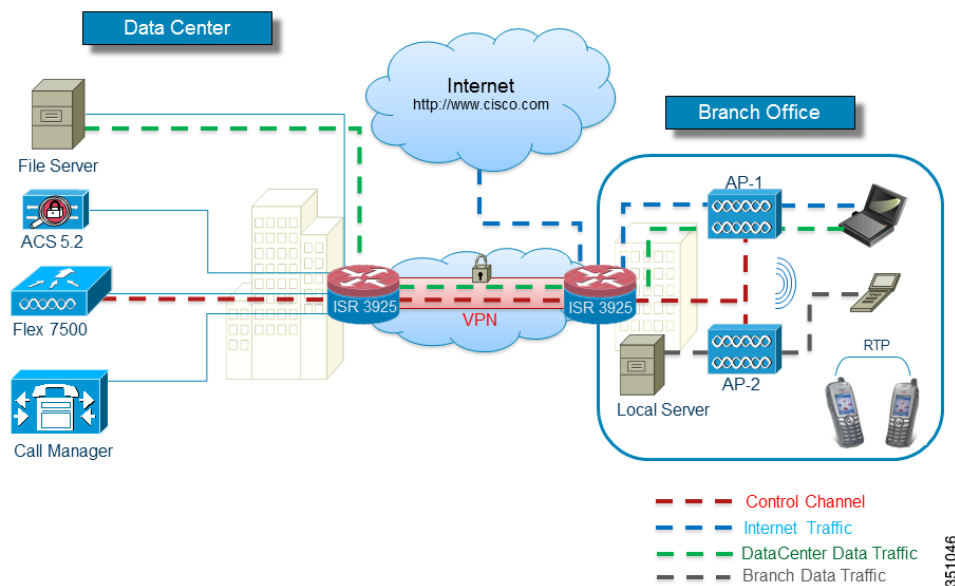 Data Center
Internet
http://www.cisco.com
Branch Office
File Server
AP-1
ACS 5.2
ISR 3925
VPN
ISR 3925
Flex 7500
AP-2
RTP
Local Server
Call Manager
Control Channel
Internet Traffic
DataCenter Data Traffic
Branch Data Traffic
351046